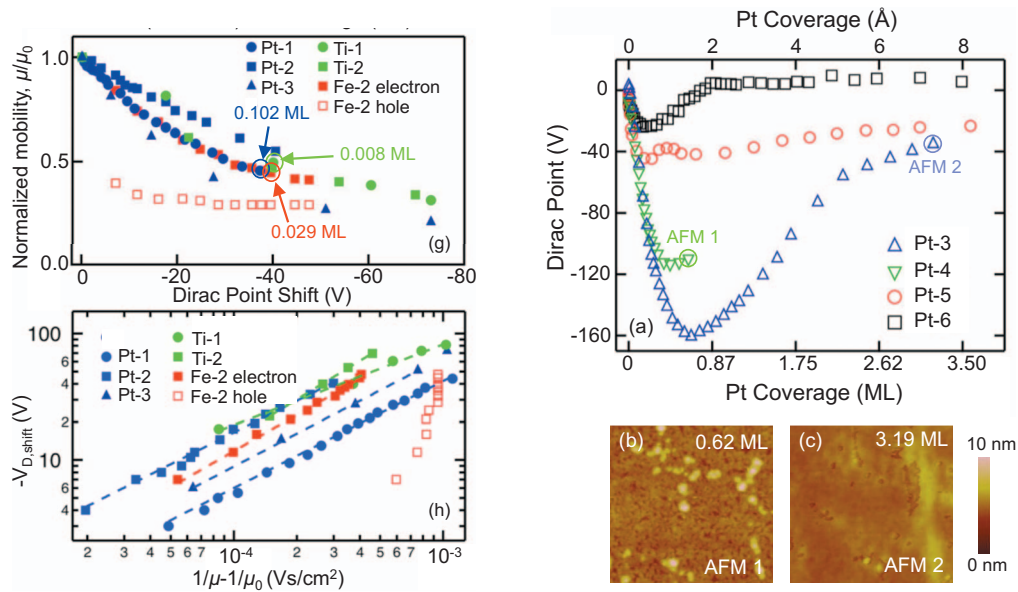 Normalized mobility, μ/μ0
1.0
0.5
0.0
Pt-1
Pt-2
Pt-3
Ti-1
Ti-2
Fe-2 electron
Fe-2 hole
0.102 ML
0.008 ML
0.029 ML
(g)
0
-20
-40
-60
-80
Dirac Point Shift (V)
-VD,shift (V)
100
4
2
10
6
4
Pt-1
Pt-2
Pt-3
Ti-1
Ti-2
Fe-2 electron
Fe-2 hole
(h)
2
3
4
5
6
7
10-4
2
3
4
5
6
7
10-3
1/μ-1/μ0 (Vs/cm2)
Pt Coverage (Å)
0
2
4
6
8
Dirac Point (V)
0
-40
-80
-120
-160
AFM 1
AFM 2
Pt-3
Pt-4
Pt-5
Pt-6
(a)
0
0.87
1.75
2.62
3.50
Pt Coverage (ML)
(b)
0.62 ML
AFM 1
(c)
3.19 ML
AFM 2
10 nm
0 nm